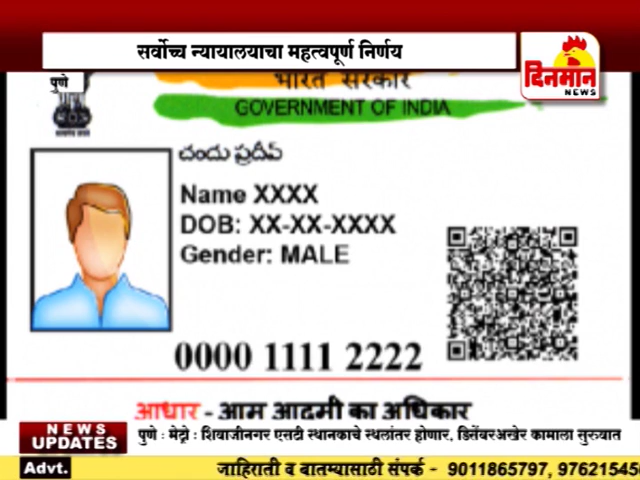 सर्वोच्च न्यायालयाचा महत्वपूर्ण निर्णय
दिनमान
NEWS
पुणे
भारत सरकार
GOVERNMENT OF INDIA
చందు ప్రదీప్
Name XXXX
DOB: XX-XX-XXXX
Gender: MALE
0000 1111 2222
आधार - आम आदमी का अधिकार
NEWS UPDATES
पुणे : मेट्रो : शिवाजीनगर एसटी स्थानकाचे स्थलांतर होणार, डिसेंबरअखेर कामाला सुरुवात
Advt.
जाहिराती व बातम्यासाठी संपर्क - 9011865797,